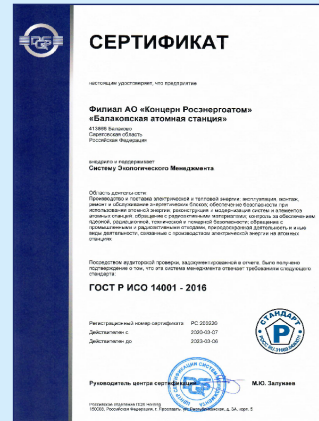 DQS
СЕРТИФИКАТ
настоящим удостоверяет, что предприятие
Филиал АО «Концерн Росэнергоатом»
«Балаковская атомная станция»
413866 Балаково
Саратовская область
Российская Федерация
внедрило и поддерживает
Систему Экологического Менеджмента
Область деятельности:
Производство и поставка электрической и тепловой энергии, эксплуатация, монтаж,
ремонт и обслуживание энергетических блоков; обеспечение безопасности при
использовании атомной энергии, реконструкция и модернизация систем и элементов
атомных станций; обращение с радиоактивными материалами; контроль за обеспечением
ядерной, радиационной, технической и пожарной безопасности; обращение с
промышленными и радиоактивными отходами, природоохранная деятельность и иные
виды деятельности, связанные с производством электрической энергии на атомных
станциях
Посредством аудиторской проверки, задокументированной в отчете, было получено
подтверждение о том, что эта система менеджмента отвечает требованиям следующего
стандарта:
ГОСТ Р ИСО 14001 - 2016
Регистрационный номер сертификата
Действителен с 2020-03-07
Действителен до 2023-03-06
СТАНДАРТ
Р
Руководитель центра сертификации М.Ю.